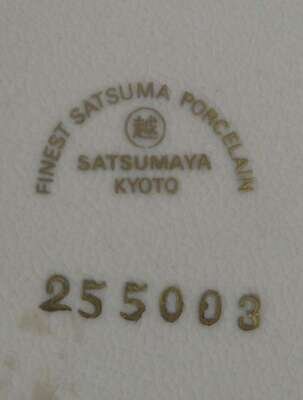 FINEST SATSUMA PORCELAIN
越
SATSUMAYA
KYOTO
255003